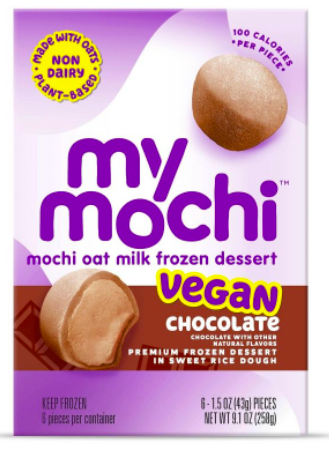 MADE WITH OATS
NON
DAIRY
PLANT-BASED
100 CALORIES
PER PIECE
my
mochi™
mochi oat milk frozen dessert
vegan
CHOCOLATE
CHOCOLATE WITH OTHER
NATURAL FLAVORS
PREMIUM FROZEN DESSERT
IN SWEET RICE DOUGH
KEEP FROZEN
6 pieces per container
6 - 1.5 OZ (43g) PIECES
NET WT 9.1 OZ (258g)